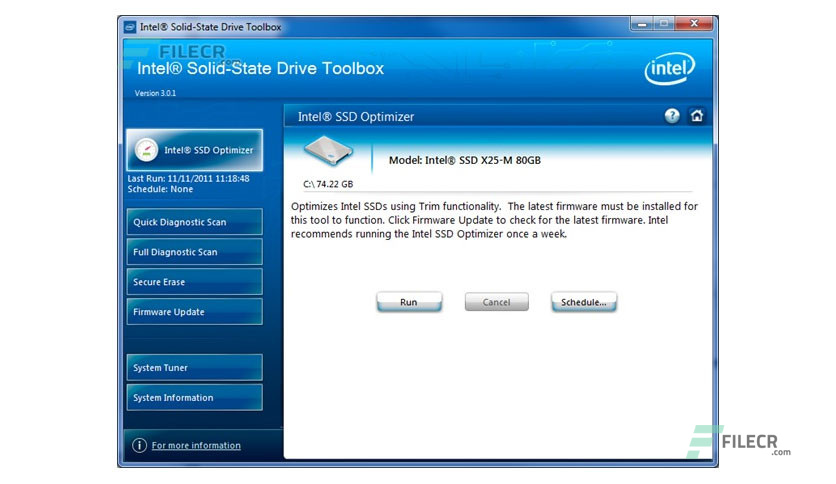 Intel® Solid-State Drive Toolbox
FILECR
Intel® Solid-State Drive Toolbox
intel
Version 3.0.1
Intel® SSD Optimizer
?
Intel® SSD Optimizer
Model: Intel® SSD X25-M 80GB
Last Run: 11/11/2011 11:18:48
Schedule: None
C:\ 74.22 GB
Optimizes Intel SSDs using Trim functionality. The latest firmware must be installed for
this tool to function. Click Firmware Update to check for the latest firmware. Intel
recommends running the Intel SSD Optimizer once a week.
Quick Diagnostic Scan
Full Diagnostic Scan
Secure Erase
Firmware Update
Run
Cancel
Schedule...
System Tuner
System Information
i For more information
FILECR
.com